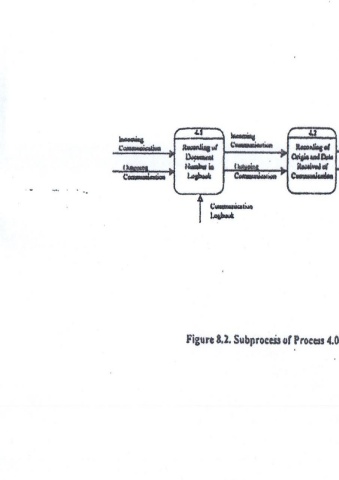 4.1
Incoming
Communication
Recording of
Document
Number in
Logbook
Outgoing
Communication
Incoming
Communication
Outgoing
Communication
4.2
Recording of
Origin and Date
Received of
Communication
Communication
Logbook
Figure 8.2. Subprocess of Process 4.0